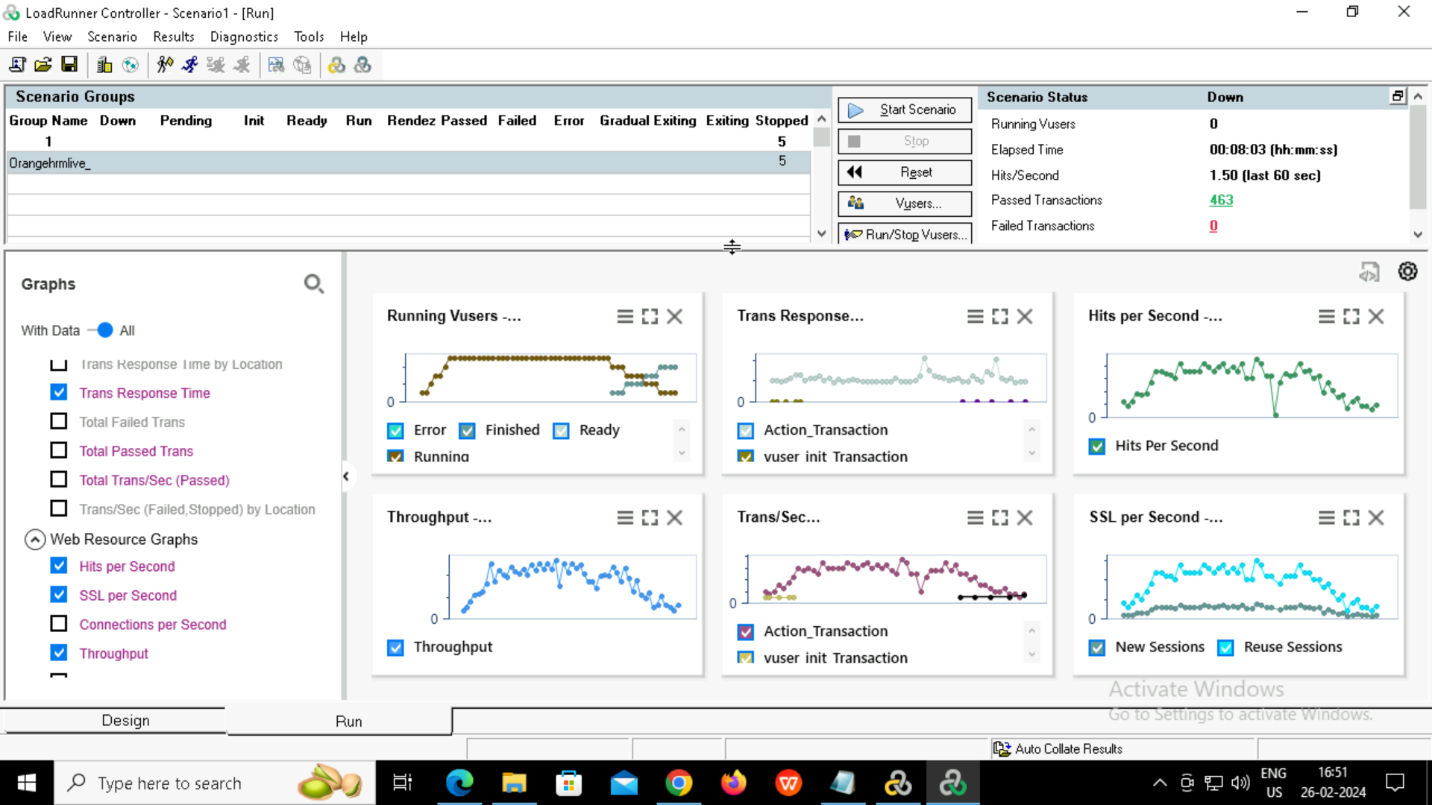 LoadRunner Controller - Scenario1 - [Run]
File View Scenario Results Diagnostics Tools Help
Scenario Groups
Group Name Down Pending Init Ready Run Rendez Passed Failed Error Gradual Exiting Exiting Stopped
1 5
Orangehrmlive_ 5
Start Scenario
Stop
Reset
Vusers...
Run/Stop Vusers...
Scenario Status Down
Running Vusers 0
Elapsed Time 00:08:03 (hh:mm:ss)
Hits/Second 1.50 (last 60 sec)
Passed Transactions 463
Failed Transactions 0
Graphs
With Data All
Trans Response Time by Location
Trans Response Time
Total Failed Trans
Total Passed Trans
Total Trans/Sec (Passed)
Trans/Sec (Failed,Stopped) by Location
Web Resource Graphs
Hits per Second
SSL per Second
Connections per Second
Throughput
Running Vusers -...
0
Error Finished Ready
Running
Trans Response...
0
Action_Transaction
vuser_init_Transaction
Hits per Second -...
0
Hits Per Second
Throughput -...
0
Throughput
Trans/Sec...
0
Action_Transaction
vuser_init_Transaction
SSL per Second -...
0
New Sessions Reuse Sessions
Activate Windows
Go to Settings to activate Windows.
Design Run
Auto Collate Results
Type here to search
ENG
US
16:51
26-02-2024